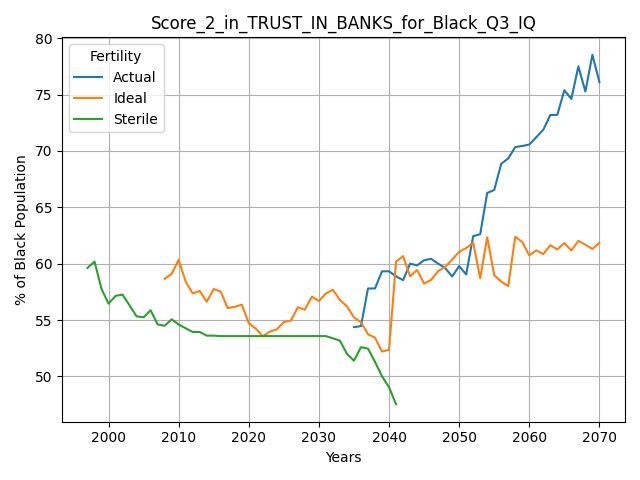 Score_2_in_TRUST_IN_BANKS_for_Black_Q3_IQ
Fertility
Actual
Ideal
Sterile
% of Black Population
80
75
70
65
60
55
50
2000 2010 2020 2030 2040 2050 2060 2070
Years